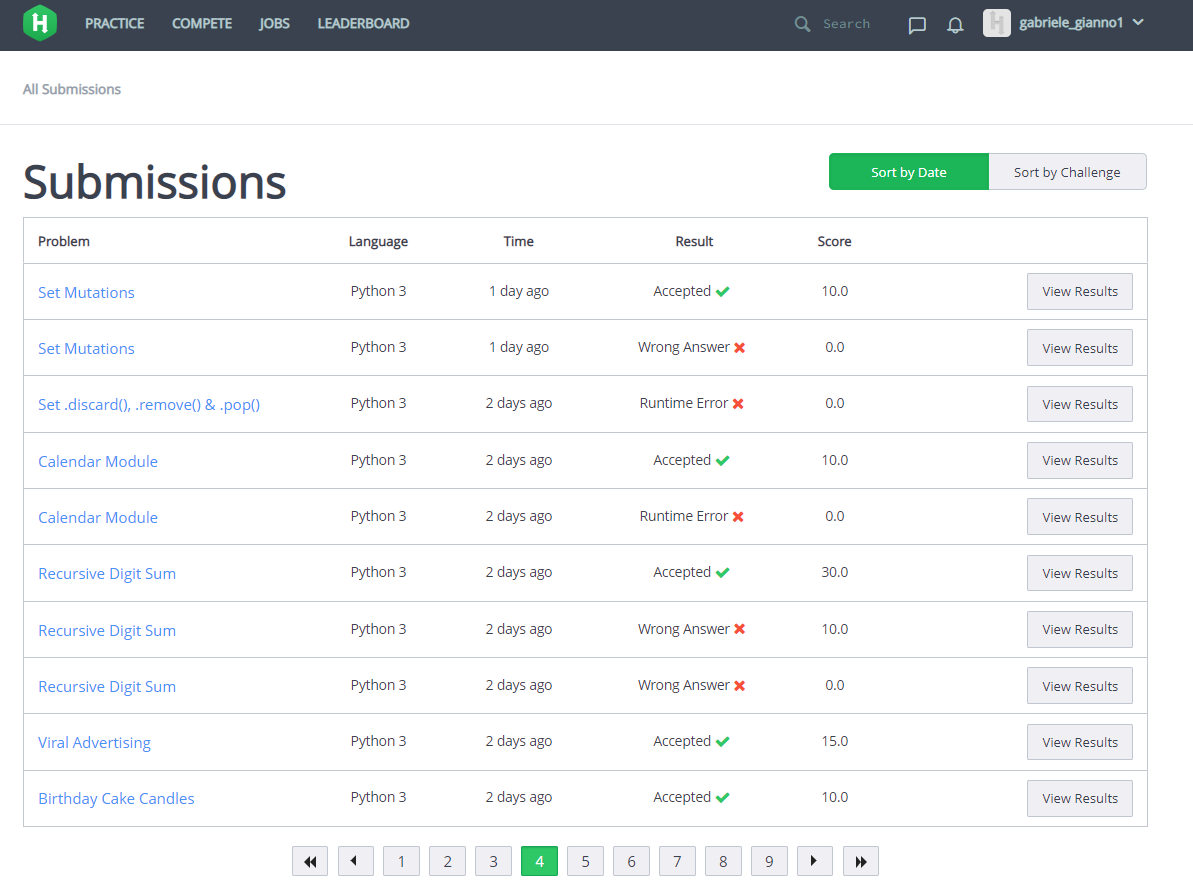 PRACTICE COMPETE JOBS LEADERBOARD Search gabriele_gianno1
All Submissions
Submissions Sort by Date Sort by Challenge
Problem Language Time Result Score
Set Mutations Python 3 1 day ago Accepted 10.0 View Results
Set Mutations Python 3 1 day ago Wrong Answer 0.0 View Results
Set .discard(), .remove() & .pop() Python 3 2 days ago Runtime Error 0.0 View Results
Calendar Module Python 3 2 days ago Accepted 10.0 View Results
Calendar Module Python 3 2 days ago Runtime Error 0.0 View Results
Recursive Digit Sum Python 3 2 days ago Accepted 30.0 View Results
Recursive Digit Sum Python 3 2 days ago Wrong Answer 10.0 View Results
Recursive Digit Sum Python 3 2 days ago Wrong Answer 0.0 View Results
Viral Advertising Python 3 2 days ago Accepted 15.0 View Results
Birthday Cake Candles Python 3 2 days ago Accepted 10.0 View Results
1 2 3 4 5 6 7 8 9